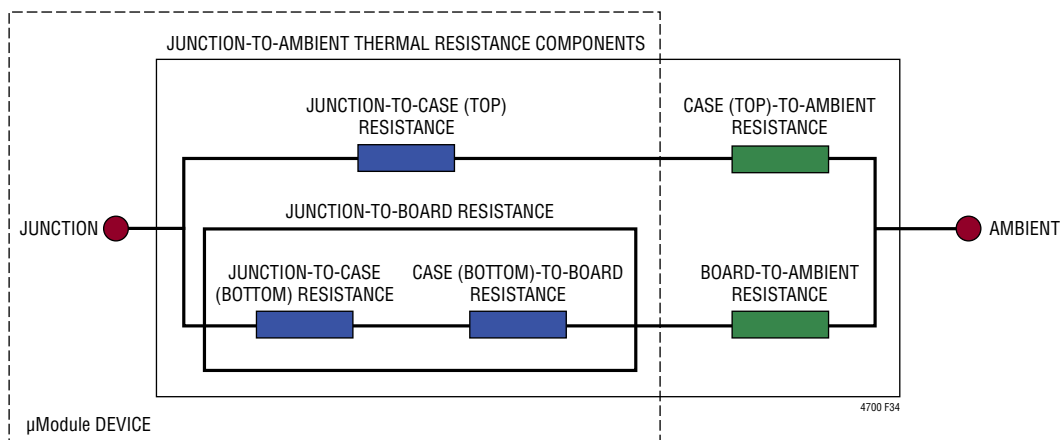 JUNCTION-TO-AMBIENT THERMAL RESISTANCE COMPONENTS
JUNCTION-TO-CASE (TOP)
RESISTANCE
CASE (TOP)-TO-AMBIENT
RESISTANCE
JUNCTION
JUNCTION-TO-BOARD RESISTANCE
AMBIENT
JUNCTION-TO-CASE
(BOTTOM) RESISTANCE
CASE (BOTTOM)-TO-BOARD
RESISTANCE
BOARD-TO-AMBIENT
RESISTANCE
4700 F34
µModule DEVICE